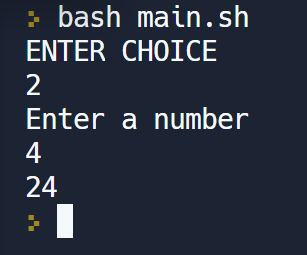 > bash main.sh
ENTER CHOICE
2
Enter a number
4
24
>